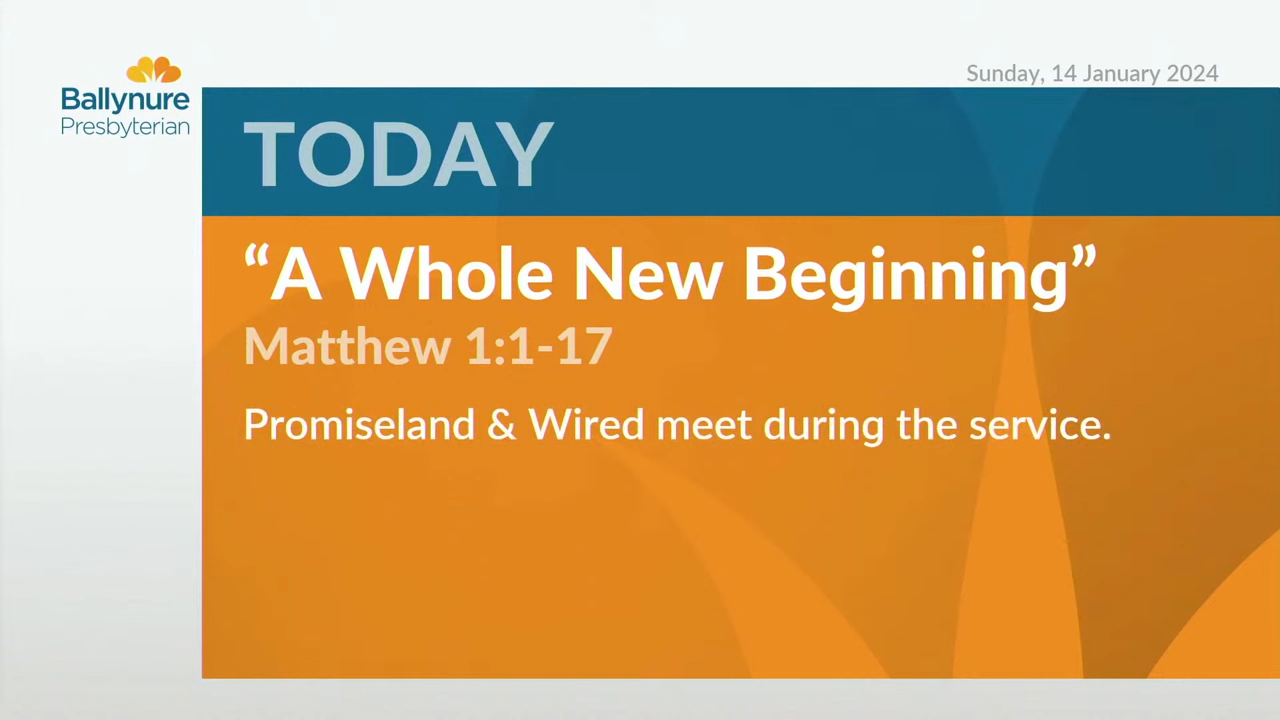 Ballynure
Presbyterian
Sunday, 14 January 2024
TODAY
“A Whole New Beginning”
Matthew 1:1-17
Promiseland & Wired meet during the service.